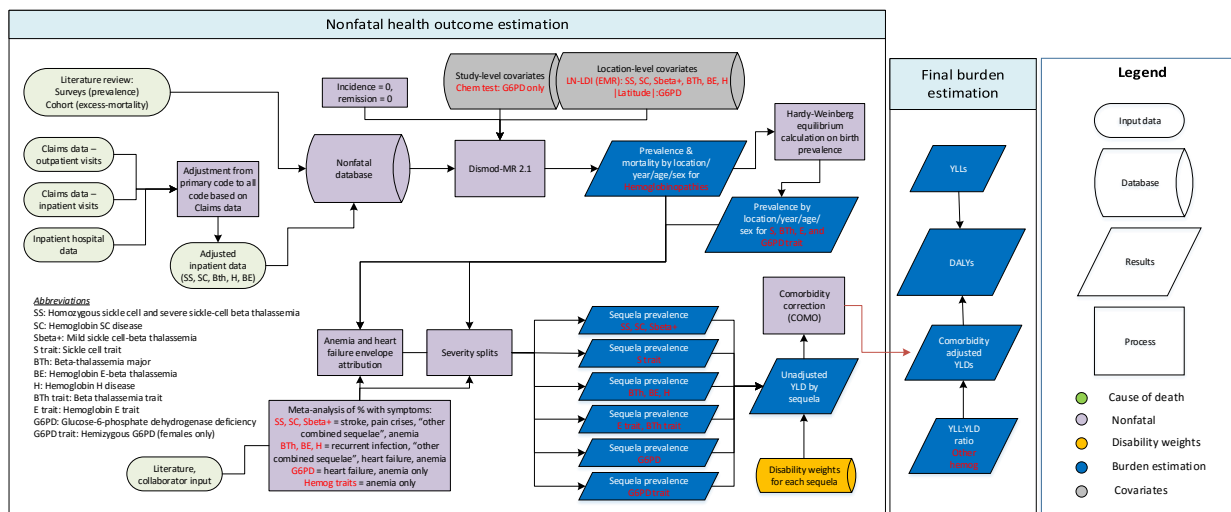 Nonfatal health outcome estimation
Literature review:
Surveys (prevalence)
Cohort (excess-mortality)
Claims data –
outpatient visits
Claims data –
inpatient visits
Inpatient hospital
data
Adjustment from
primary code to all
code based on
Claims data
Adjusted
inpatient data
(SS, SC, Bth, H, BE)
Incidence = 0,
remission = 0
Nonfatal
database
Study-level covariates
Chem test: G6PD only
Location-level covariates
LN-LDI (EMR): SS, SC, Sbeta+, BTh, BE, H
|Latitude|:G6PD
Dismod-MR 2.1
Prevalence &
mortality by location/
year/age/sex for
Hardy-Weinberg
equilibrium
calculation on birth
prevalence
Prevalence by
location/year/age/
sex for
Abbreviations
SS: Homozygous sickle cell and severe sickle-cell beta thalassemia
SC: Hemoglobin SC disease
Sbeta+: Mild sickle cell-beta thalassemia
S trait: Sickle cell trait
BTh: Beta-thalassemia major
BE: Hemoglobin E-beta thalassemia
H: Hemoglobin H disease
BTh trait: Beta thalassemia trait
E trait: Hemoglobin E trait
G6PD: Glucose-6-phosphate dehydrogenase deficiency
G6PD trait: Hemizygous G6PD (females only)
Literature,
collaborator input
Anemia and heart
failure envelope
attribution
Severity splits
Meta-analysis of % with symptoms:
SS, SC, Sbeta+ = stroke, pain crises, “other
combined sequelae”, anemia
BTh, BE, H = recurrent infection, “other
combined sequelae”, heart failure, anemia
G6PD = heart failure, anemia only
Hemog traits = anemia only
Sequela prevalence
SS, SC, Sbeta+
Sequela prevalence
S trait
Sequela prevalence
BTh, BE, H
Sequela prevalence
E trait, BTh trait
Sequela prevalence
G6PD
Sequela prevalence
G6PD trait
Comorbidity
correction
(COMO)
Unadjusted
YLD by
sequela
Disability weights
for each sequela
Final burden
estimation
YLLs
DALYs
Comorbidity
adjusted
YLDs
YLL:YLD
ratio
Legend
Input data
Database
Results
Process
Cause of death
Nonfatal
Disability weights
Burden estimation
Covariates